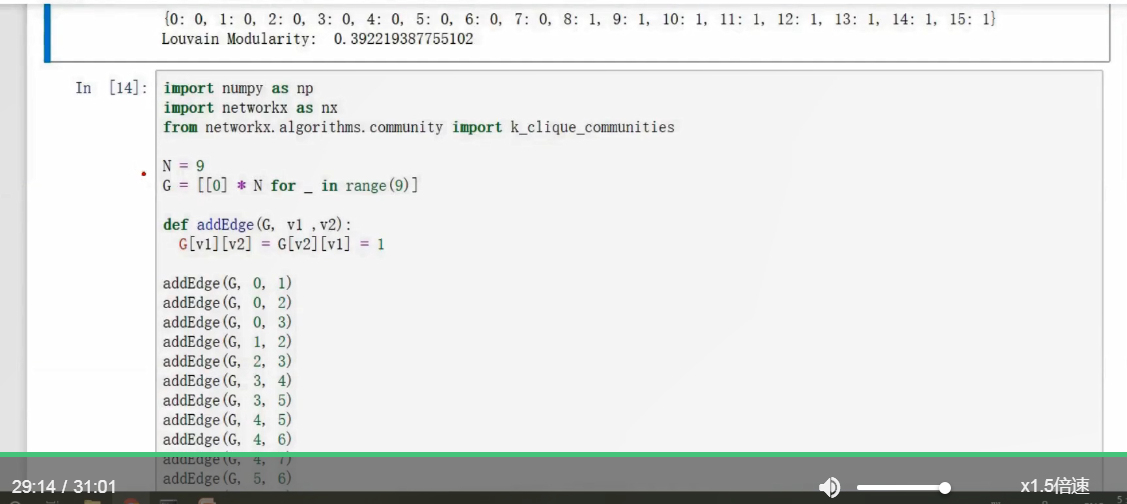 {0: 0, 1: 0, 2: 0, 3: 0, 4: 0, 5: 0, 6: 0, 7: 0, 8: 1, 9: 1, 10: 1, 11: 1, 12: 1, 13: 1, 14: 1, 15: 1}
Louvain Modularity:  0.392219387755102
In [14]:
import numpy as np
import networkx as nx
from networkx.algorithms.community import k_clique_communities
N = 9
G = [[0] * N for _ in range(9)]
def addEdge(G, v1 ,v2):
  G[v1][v2] = G[v2][v1] = 1
addEdge(G, 0, 1)
addEdge(G, 0, 2)
addEdge(G, 0, 3)
addEdge(G, 1, 2)
addEdge(G, 2, 3)
addEdge(G, 3, 4)
addEdge(G, 3, 5)
addEdge(G, 4, 5)
addEdge(G, 4, 6)
addEdge(G, 4, 7)
addEdge(G, 5, 6)
29:14 / 31:01
x1.5倍速